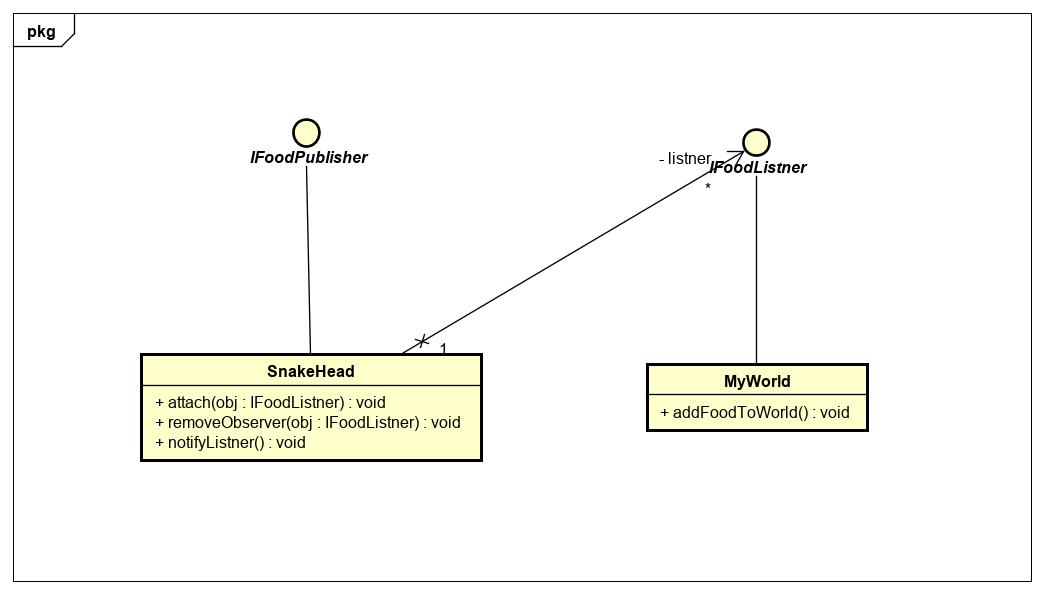 pkg
IFoodPublisher
- listner
IFoodListner
*
1
SnakeHead
+ attach(obj : IFoodListner) : void
+ removeObserver(obj : IFoodListner) : void
+ notifyListner() : void
MyWorld
+ addFoodToWorld() : void